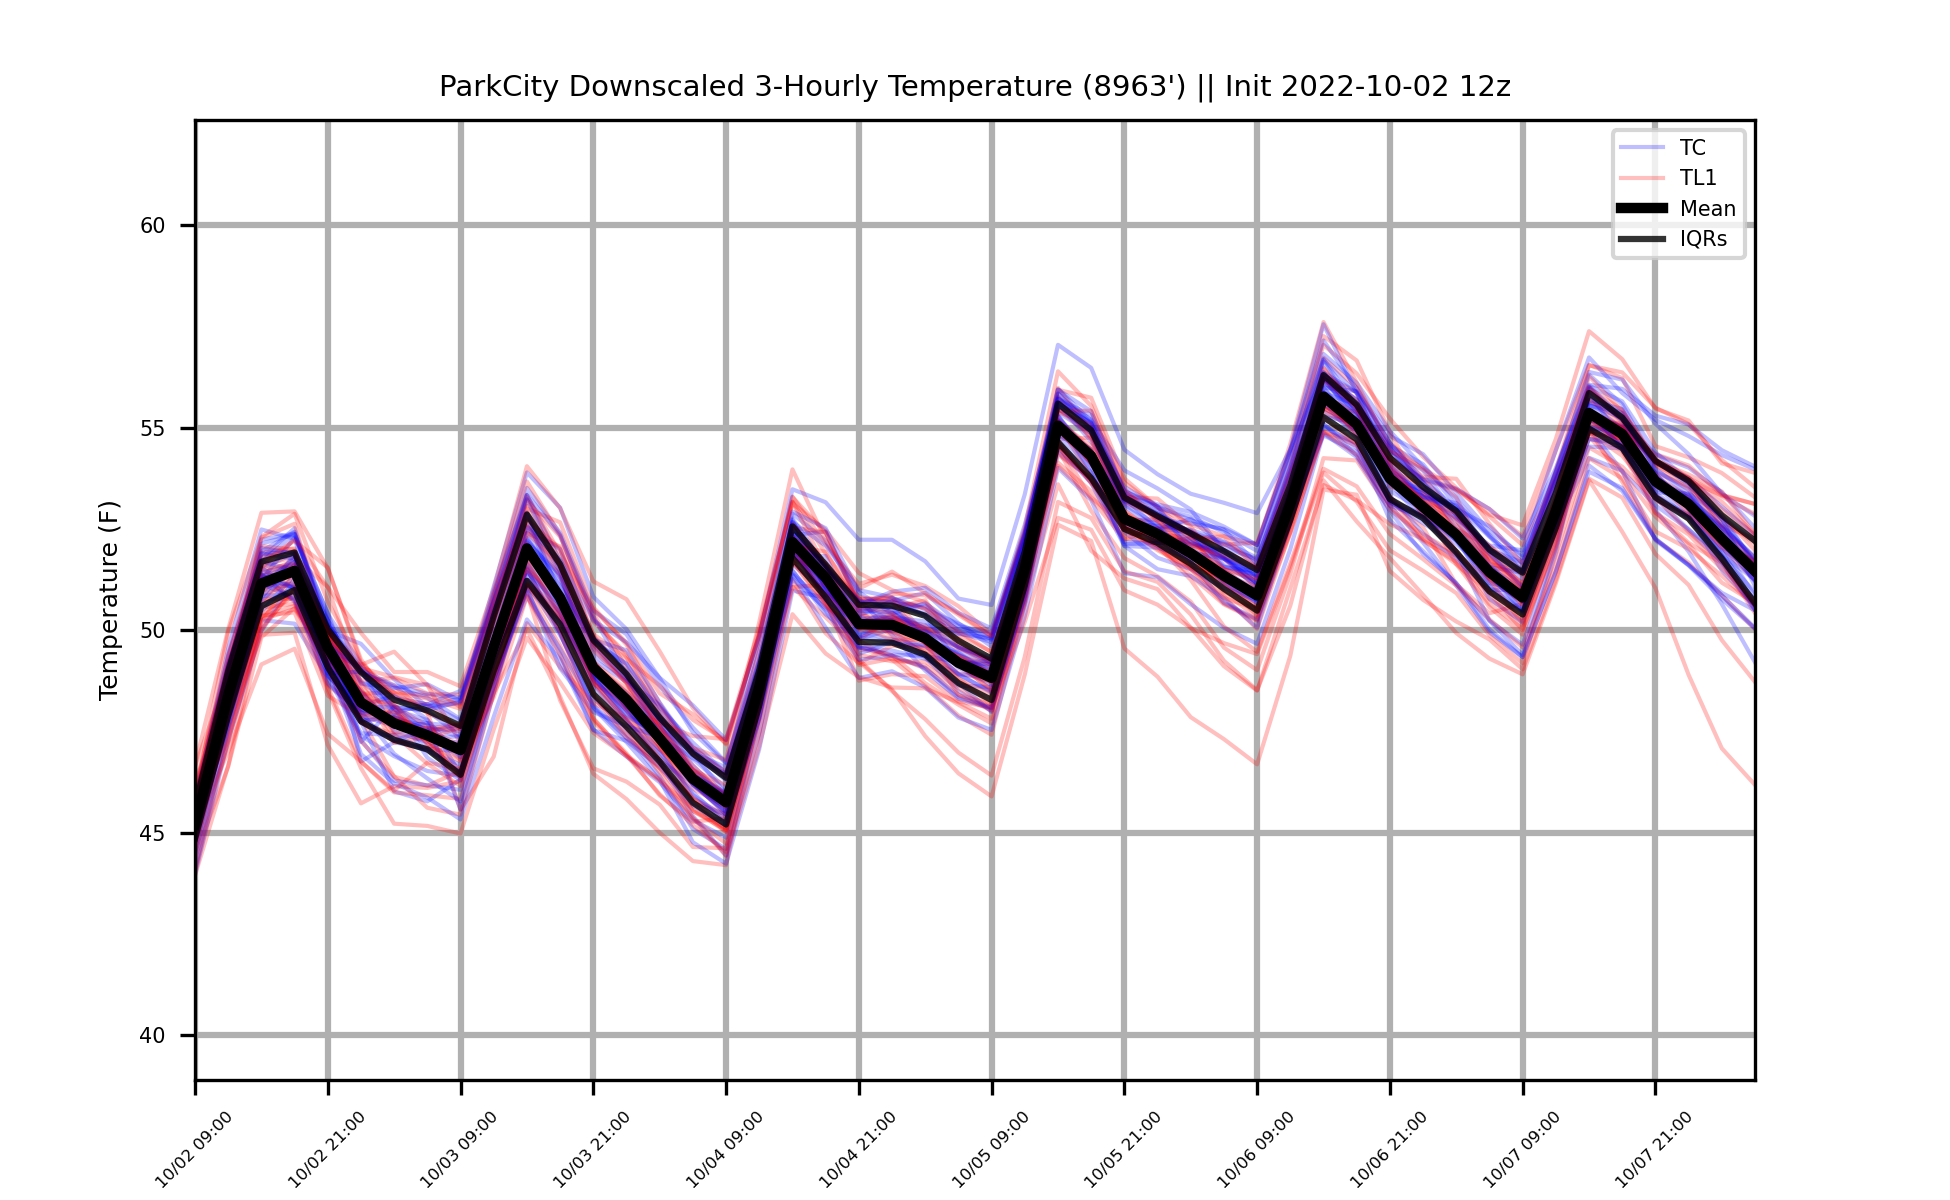 ParkCity Downscaled 3-Hourly Temperature (8963') || Init 2022-10-02 12z
TC
TL1
Mean
IQRs
Temperature (F)
60
55
50
45
40
10/02 09:00
10/02 21:00
10/03 09:00
10/03 21:00
10/04 09:00
10/04 21:00
10/05 09:00
10/05 21:00
10/06 09:00
10/06 21:00
10/07 09:00
10/07 21:00